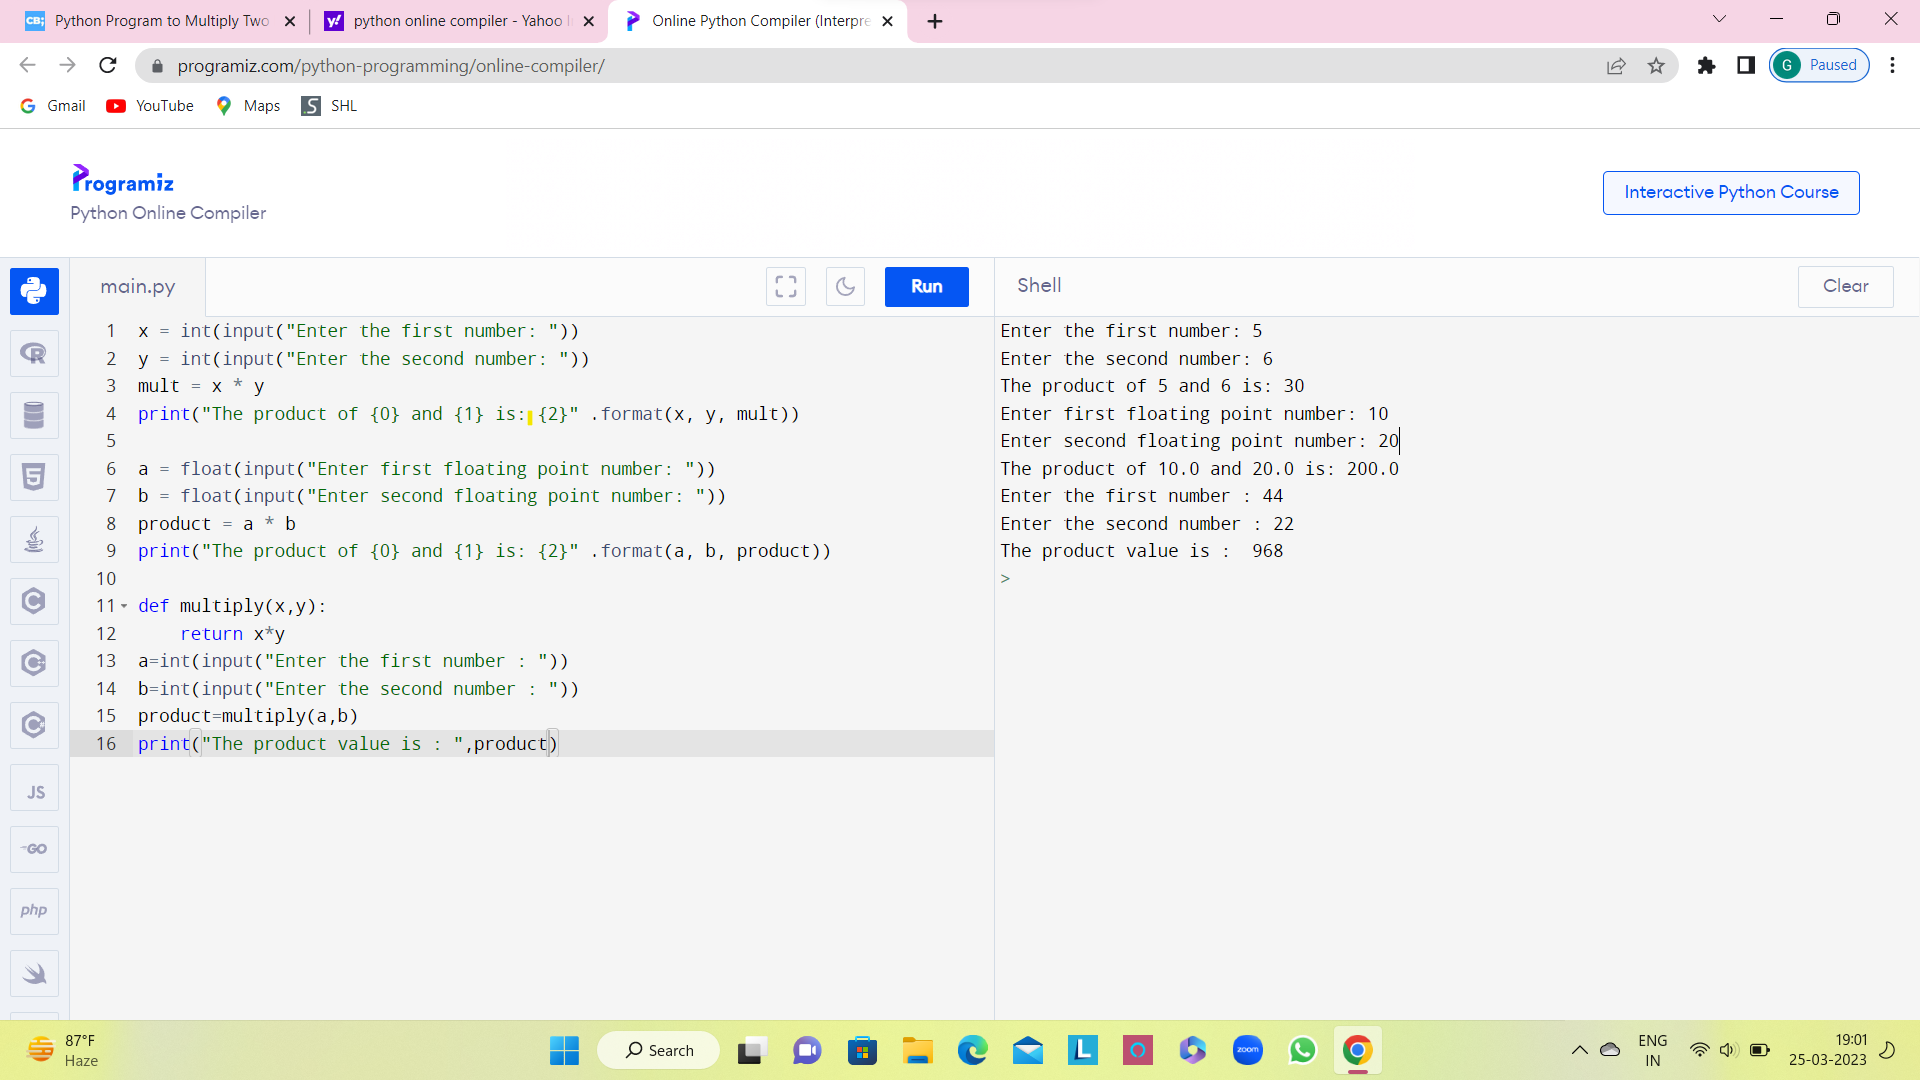 CB; Python Program to Multiply Two
y! python online compiler - Yahoo
Online Python Compiler (Interpre
programiz.com/python-programming/online-compiler/
G Paused
Gmail YouTube Maps SHL
Programiz
Python Online Compiler
Interactive Python Course
main.py
Run
Shell
Clear
1 x = int(input("Enter the first number: "))
2 y = int(input("Enter the second number: "))
3 mult = x * y
4 print("The product of {0} and {1} is: {2}" .format(x, y, mult))
5
6 a = float(input("Enter first floating point number: "))
7 b = float(input("Enter second floating point number: "))
8 product = a * b
9 print("The product of {0} and {1} is: {2}" .format(a, b, product))
10
11 def multiply(x,y):
12     return x*y
13 a=int(input("Enter the first number : "))
14 b=int(input("Enter the second number : "))
15 product=multiply(a,b)
16 print("The product value is : ",product)
Enter the first number: 5
Enter the second number: 6
The product of 5 and 6 is: 30
Enter first floating point number: 10
Enter second floating point number: 20
The product of 10.0 and 20.0 is: 200.0
Enter the first number : 44
Enter the second number : 22
The product value is :  968
>
R
5
C
C
C
JS
GO
php
87°F
Haze
Search
L
zoom
ENG
IN
19:01
25-03-2023